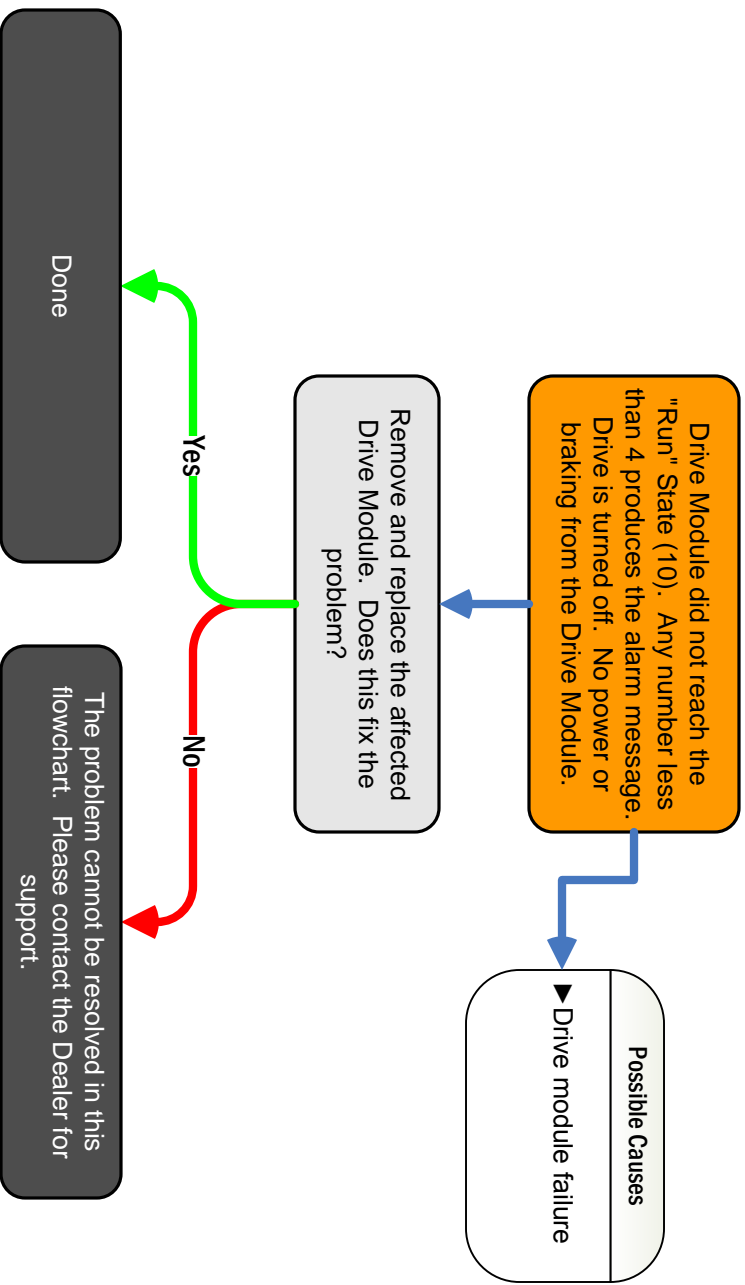 Drive Module did not reach the
"Run" State (10).  Any number less
than 4 produces the alarm message.
Drive is turned off.  No power or
braking from the Drive Module.
Possible Causes
►Drive module failure
Remove and replace the affected
Drive Module.  Does this fix the
problem?
Yes
No
Done
The problem cannot be resolved in this
flowchart.  Please contact the Dealer for
support.